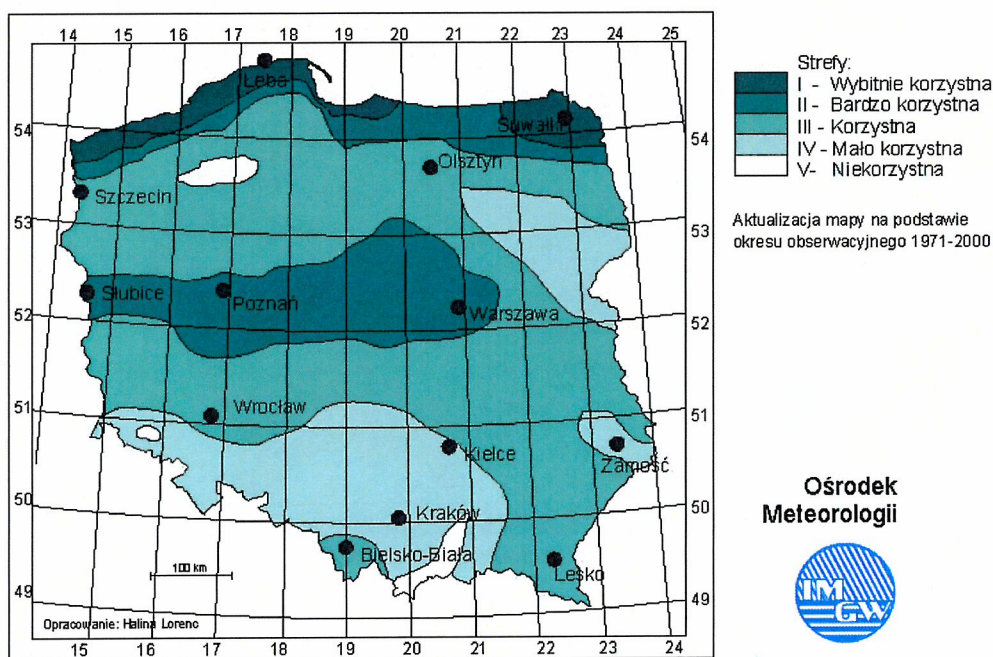 14 15 16 17 18 19 20 21 22 23 24 25
Strefy:
I - Wybitnie korzystna
II - Bardzo korzystna
III - Korzystna
IV - Mało korzystna
V- Niekorzystna
Aktualizacja mapy na podstawie
okresu obserwacyjnego 1971-2000
Łeba
54
Suwałki
54
Olsztyn
Szczecin
53
53
Słubice
Poznań
Warszawa
52
52
51
Wrocław
51
Kielce
Zamość
50
Kraków
50
Bielsko-Biała
Lesko
100 km
49
49
Opracowanie: Halina Lorenc
15 16 17 18 19 20 21 22 23 24
Ośrodek
Meteorologii
IM
GW